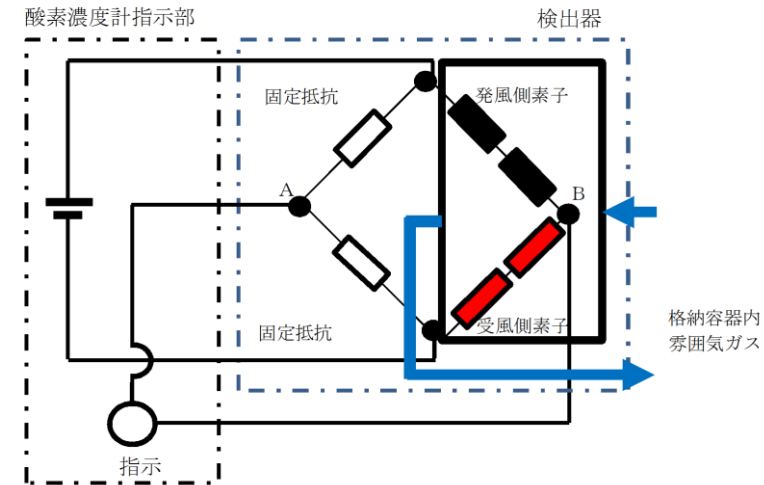 酸素濃度計指示部
検出器
固定抵抗
発風側素子
A
B
固定抵抗
受風側素子
格納容器内
雰囲気ガス
指示